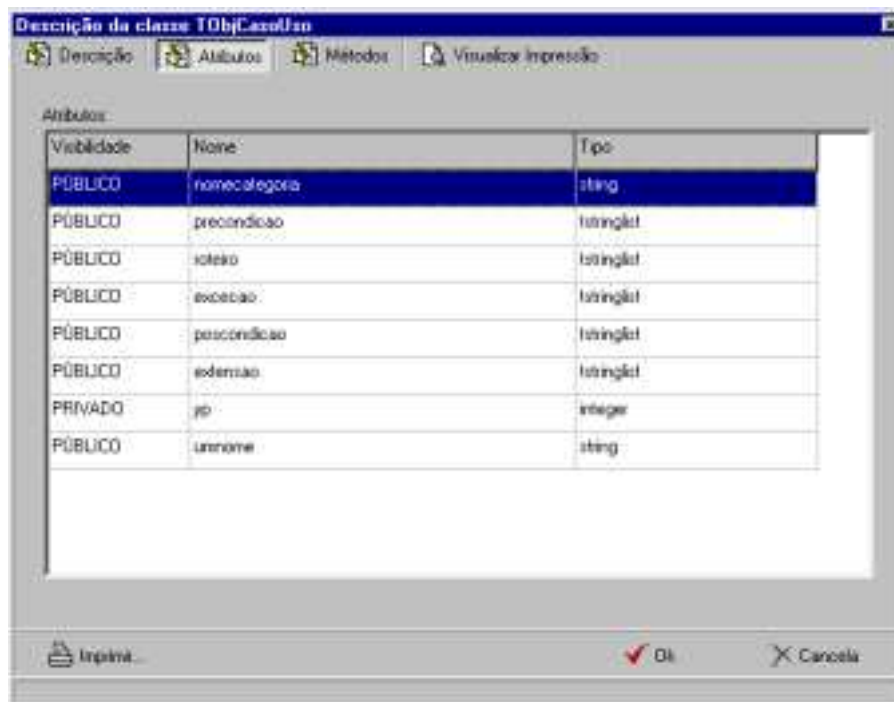 Descrição da classe TObjCasoUso
Descrição Atributos Métodos Visualizar Impressão
Atributos
Visibilidade Nome Tipo
PÚBLICO nomecategoria string
PÚBLICO precondicao tstringlist
PÚBLICO roteiro tstringlist
PÚBLICO excecao tstringlist
PÚBLICO poscondicao tstringlist
PÚBLICO extensao tstringlist
PRIVADO integer
PÚBLICO umnome string
Imprimir... Ok Cancela